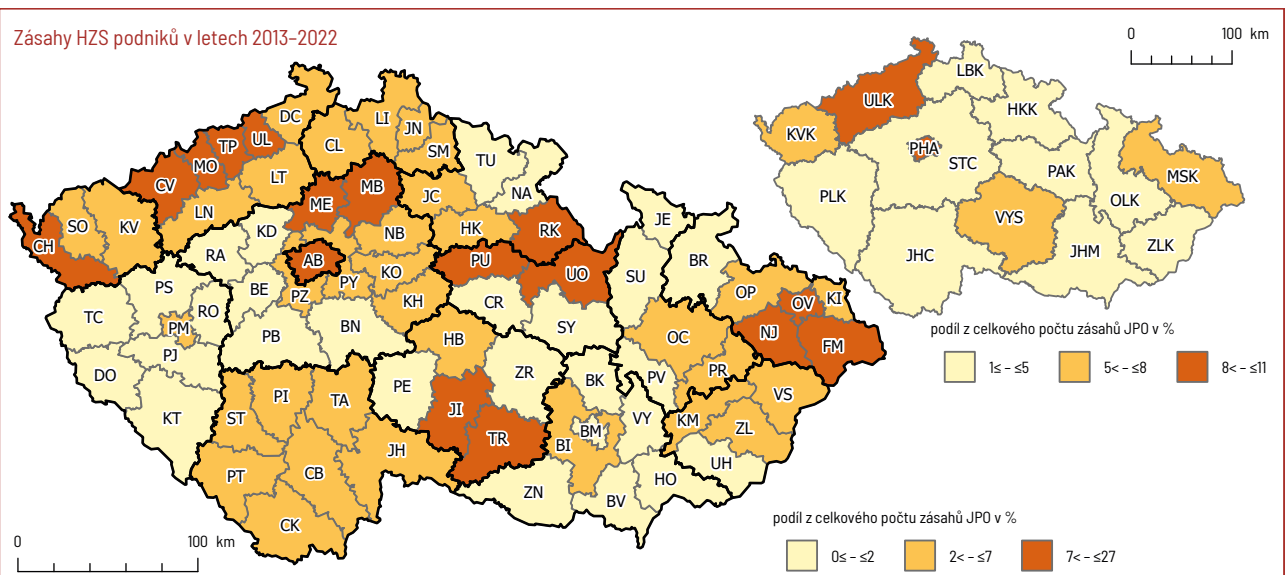 Zásahy HZS podniků v letech 2013–2022
0 100 km
LBK
ULK
HKK
KVK
PHA
STC
PAK
MSK
PLK
OLK
VYS
ZLK
JHC
JHM
podíl z celkového počtu zásahů JPO v %
1≤ – ≤5
5< – ≤8
8< – ≤11
DC
LI
JN
TP
UL
CL
SM
MO
TU
CV
LT
MB
NA
ME
JC
LN
SO
KV
KD
NB
HK
RK
JE
CH
RA
AB
KO
PU
UO
SU
BR
PS
BE
PZ
PY
KH
CR
OP
OV
KI
TC
RO
PM
PB
BN
SY
NJ
FM
PJ
HB
OC
DO
ZR
PR
PE
BK
PV
VS
KT
ST
PI
TA
JI
VY
KM
ZL
TR
BM
BI
JH
UH
PT
CB
HO
ZN
BV
CK
0 100 km
podíl z celkového počtu zásahů JPO v %
0≤ – ≤2
2< – ≤7
7< – ≤27